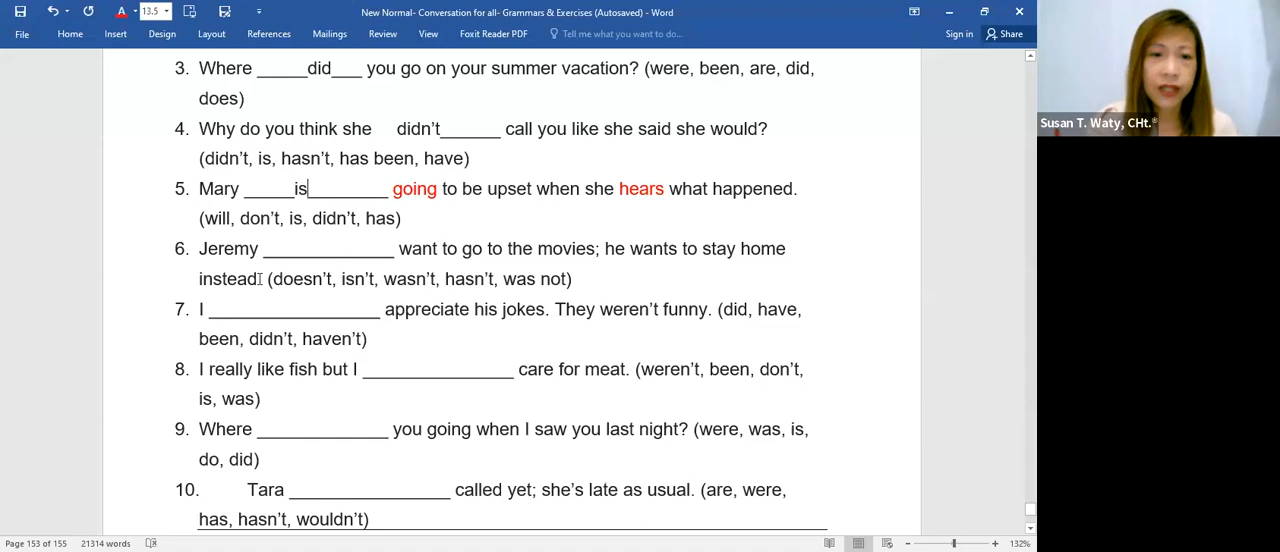 13.5
New Normal- Conversation for all- Grammars & Exercises (Autosaved) - Word
File Home Insert Design Layout References Mailings Review View Foxit Reader PDF Tell me what you want to do... Sign in Share
3. Where _____did___ you go on your summer vacation? (were, been, are, did,
does)
4. Why do you think she didn't______ call you like she said she would?
(didn't, is, hasn't, has been, have)
5. Mary _____is________ going to be upset when she hears what happened.
(will, don't, is, didn't, has)
6. Jeremy _____________ want to go to the movies; he wants to stay home
instead. (doesn't, isn't, wasn't, hasn't, was not)
7. I _________________ appreciate his jokes. They weren't funny. (did, have,
been, didn't, haven't)
8. I really like fish but I _______________ care for meat. (weren't, been, don't,
is, was)
9. Where _____________ you going when I saw you last night? (were, was, is,
do, did)
10. Tara ________________ called yet; she's late as usual. (are, were,
has, hasn't, wouldn't)
Susan T. Waty, CHt.®
Page 153 of 155 21314 words 132%